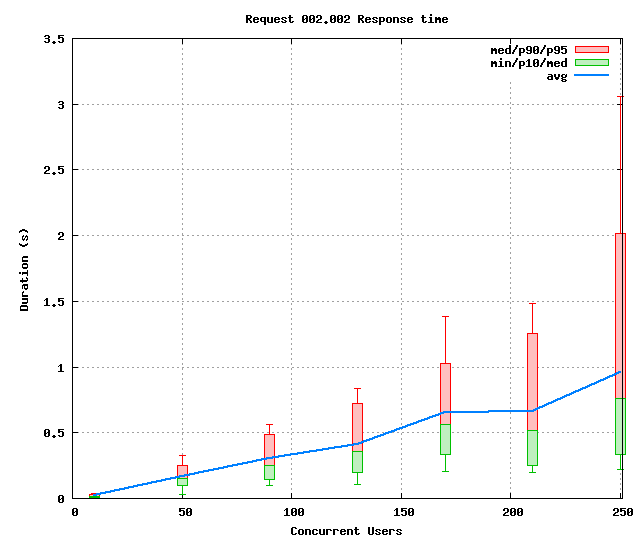 Request 002.002 Response time
med/p90/p95
min/p10/med
avg
3.5
3
2.5
2
1.5
1
0.5
0
Duration (s)
0
50
100
150
200
250
Concurrent Users